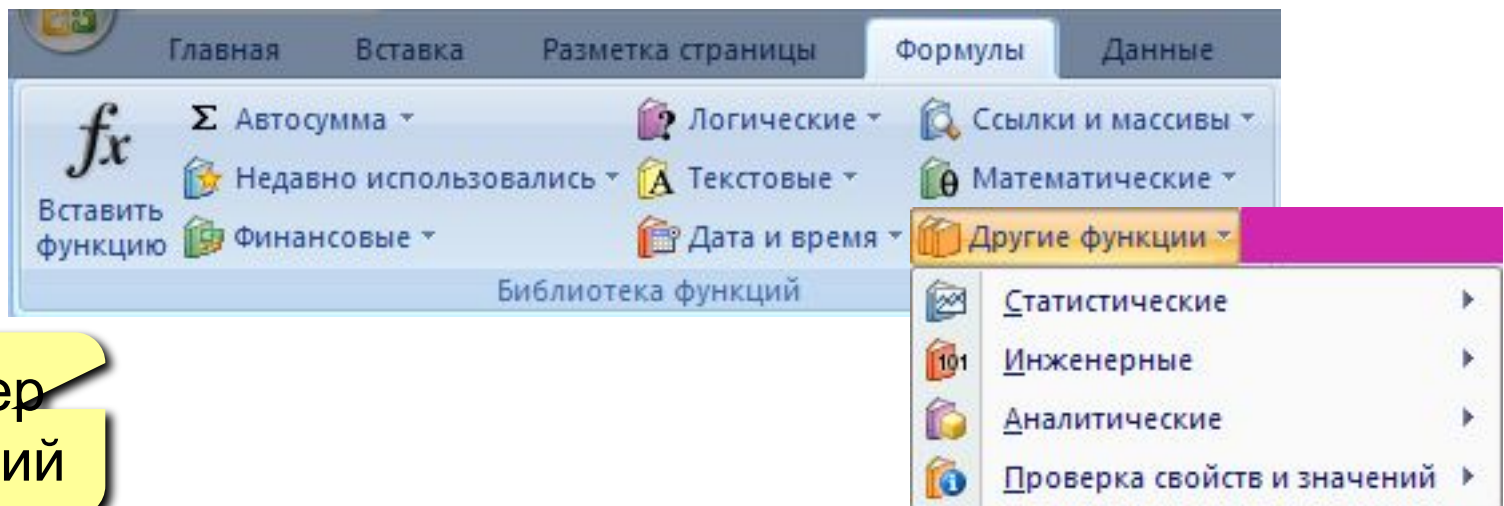 Главная Вставка Разметка страницы Формулы Данные
fx Σ Автосумма Логические Ссылки и массивы
Недавно использовались Текстовые Математические
Вставить
функцию Финансовые Дата и время Другие функции
Библиотека функций
Статистические
Инженерные
Аналитические
Проверка свойств и значений